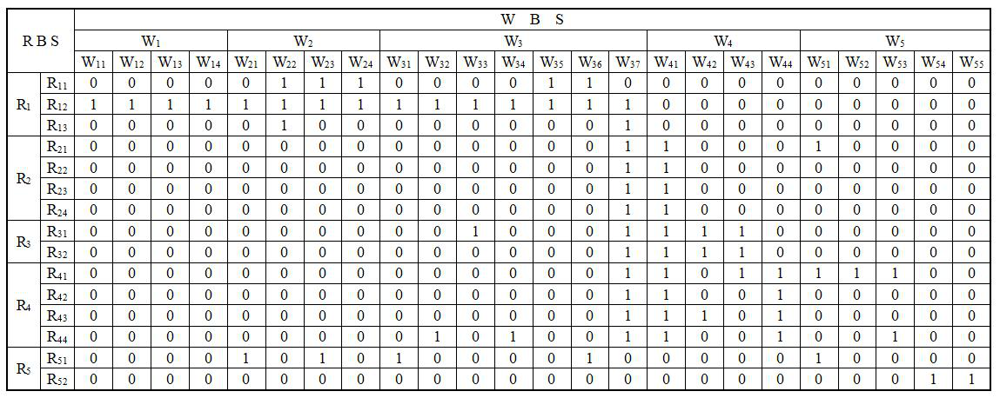 W B S
R B S
W1 W2 W3 W4 W5
W11 W12 W13 W14 W21 W22 W23 W24 W31 W32 W33 W34 W35 W36 W37 W41 W42 W43 W44 W51 W52 W53 W54 W55
R1 R11 0 0 0 0 0 1 1 1 0 0 0 0 1 1 0 0 0 0 0 0 0 0 0 0
R12 1 1 1 1 1 1 1 1 1 1 1 1 1 1 1 0 0 0 0 0 0 0 0 0
R13 0 0 0 0 0 1 0 0 0 0 0 0 0 0 1 0 0 0 0 0 0 0 0 0
R2 R21 0 0 0 0 0 0 0 0 0 0 0 0 0 0 1 1 0 0 0 1 0 0 0 0
R22 0 0 0 0 0 0 0 0 0 0 0 0 0 0 1 1 0 0 0 0 0 0 0 0
R23 0 0 0 0 0 0 0 0 0 0 0 0 0 0 1 1 0 0 0 0 0 0 0 0
R24 0 0 0 0 0 0 0 0 0 0 0 0 0 0 1 1 0 0 0 0 0 0 0 0
R3 R31 0 0 0 0 0 0 0 0 0 0 1 0 0 0 1 1 1 1 0 0 0 0 0 0
R32 0 0 0 0 0 0 0 0 0 0 0 0 0 0 1 1 1 1 0 0 0 0 0 0
R4 R41 0 0 0 0 0 0 0 0 0 0 0 0 0 0 1 1 0 1 1 1 1 1 0 0
R42 0 0 0 0 0 0 0 0 0 0 0 0 0 0 1 1 0 0 1 0 0 0 0 0
R43 0 0 0 0 0 0 0 0 0 0 0 0 0 0 1 1 1 0 1 0 0 0 0 0
R44 0 0 0 0 0 0 0 0 0 1 0 1 0 0 1 1 0 0 1 0 0 1 0 0
R5 R51 0 0 0 0 1 0 1 0 1 0 0 0 0 1 0 0 0 0 0 1 0 0 0 0
R52 0 0 0 0 0 0 0 0 0 0 0 0 0 0 0 0 0 0 0 0 0 0 1 1